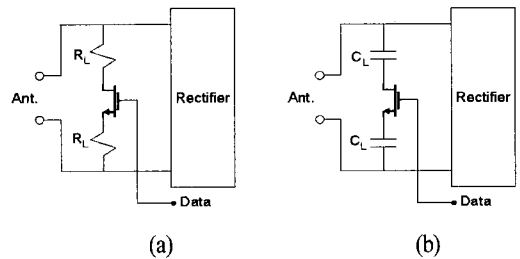 R_L
Ant.
Rectifier
R_L
Data
(a)
C_L
Ant.
Rectifier
C_L
Data
(b)